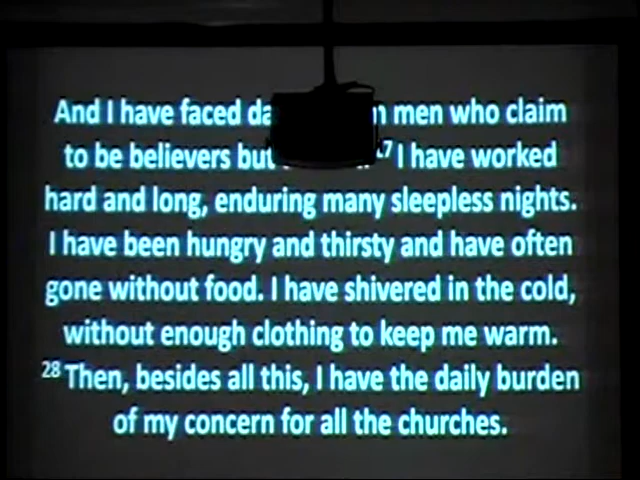 And I have faced men who claim
to be believers but I have worked
hard and long, enduring many sleepless nights.
I have been hungry and thirsty and have often
gone without food. I have shivered in the cold,
without enough clothing to keep me warm.
28 Then, besides all this, I have the daily burden
of my concern for all the churches.